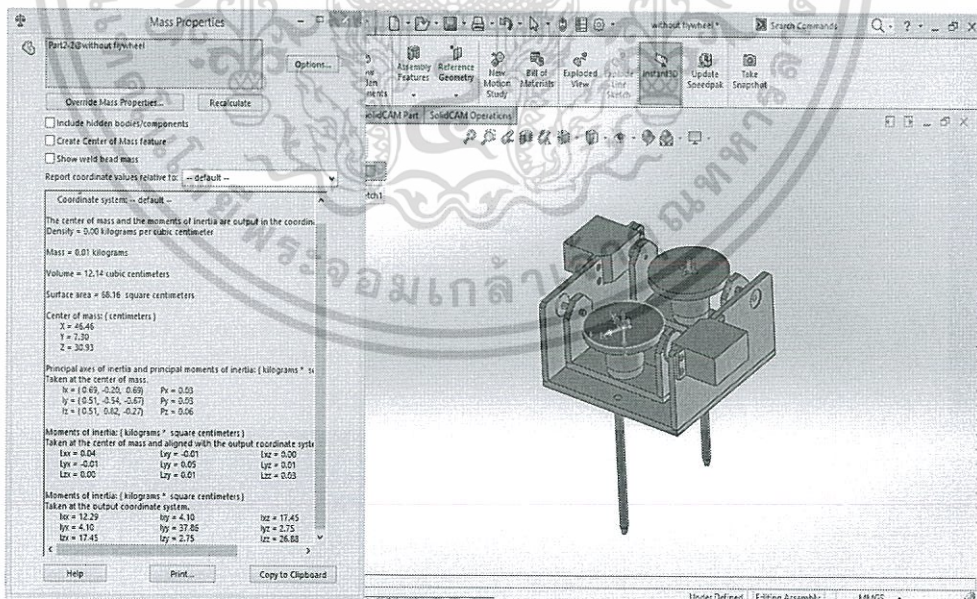 Mass Properties
without flywheel *
Search Commands
Part2-2@without flywheel
Options...
Override Mass Properties...
Recalculate
Include hidden bodies/components
Create Center of Mass feature
Show weld bead mass
Report coordinate values relative to:
-- default --
Assembly Features
Reference Geometry
New Motion Study
Bill of Materials
Exploded View
Instant3D
Update Speedpak
Take Snapshot
SolidCAM Part
SolidCAM Operations
Coordinate system: -- default --
The center of mass and the moments of inertia are output in the coordin
Density = 0.00 kilograms per cubic centimeter
Mass = 0.01 kilograms
Volume = 12.14 cubic centimeters
Surface area = 68.16 square centimeters
Center of mass: ( centimeters )
X = 46.46
Y = 7.30
Z = 30.93
Principal axes of inertia and principal moments of inertia: ( kilograms * s
Taken at the center of mass.
Ix = ( 0.69, -0.20, 0.69) Px = 0.03
Iy = ( 0.51, -0.54, -0.67) Py = 0.03
Iz = ( 0.51, 0.82, -0.27) Pz = 0.06
Moments of inertia: ( kilograms * square centimeters )
Taken at the center of mass and aligned with the output coordinate syste
Lxx = 0.04 Lxy = -0.01 Lxz = 0.00
Lyx = -0.01 Lyy = 0.05 Lyz = 0.01
Lzx = 0.00 Lzy = 0.01 Lzz = 0.03
Moments of inertia: ( kilograms * square centimeters )
Taken at the output coordinate system.
Ixx = 12.29 Ixy = 4.10 Ixz = 17.45
Iyx = 4.10 Iyy = 37.86 Iyz = 2.75
Izx = 17.45 Izy = 2.75 Izz = 26.88
Help
Print...
Copy to Clipboard
Under Defined
Editing Assembly
MMGS